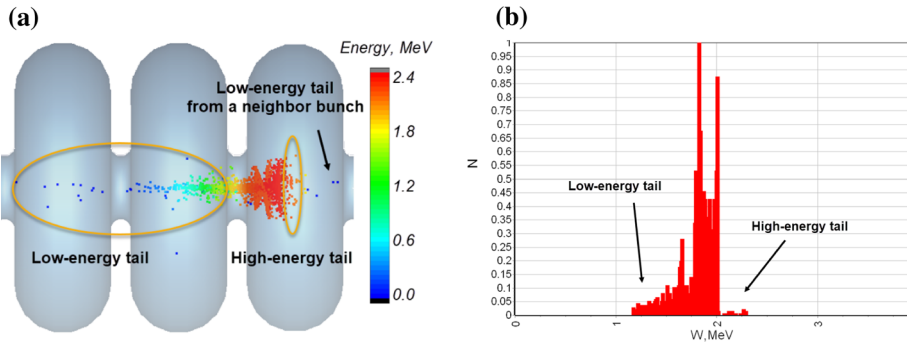 (a)
Energy, MeV
2.4
1.8
1.2
0.6
0.0
Low-energy tail
from a neighbor bunch
Low-energy tail
High-energy tail
(b)
1
0.95
0.9
0.85
0.8
0.75
0.7
0.65
0.6
0.55
0.5
0.45
0.4
0.35
0.3
0.25
0.2
0.15
0.1
0.05
0
N
Low-energy tail
High-energy tail
0
1
2
3
W,MeV